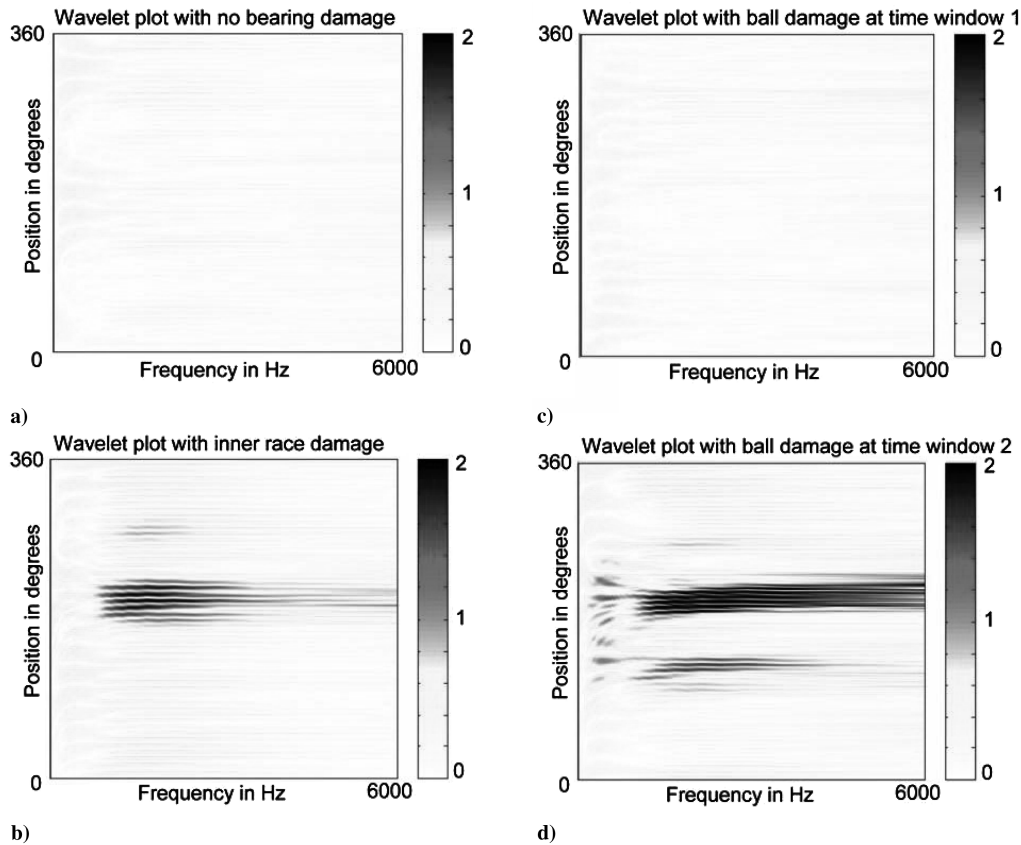 Wavelet plot with no bearing damage
360
Position in degrees
0
Frequency in Hz
6000
2
1
0
a)
Wavelet plot with ball damage at time window 1
360
Position in degrees
0
Frequency in Hz
6000
2
1
0
c)
Wavelet plot with inner race damage
360
Position in degrees
0
Frequency in Hz
6000
2
1
0
b)
Wavelet plot with ball damage at time window 2
360
Position in degrees
0
Frequency in Hz
6000
2
1
0
d)